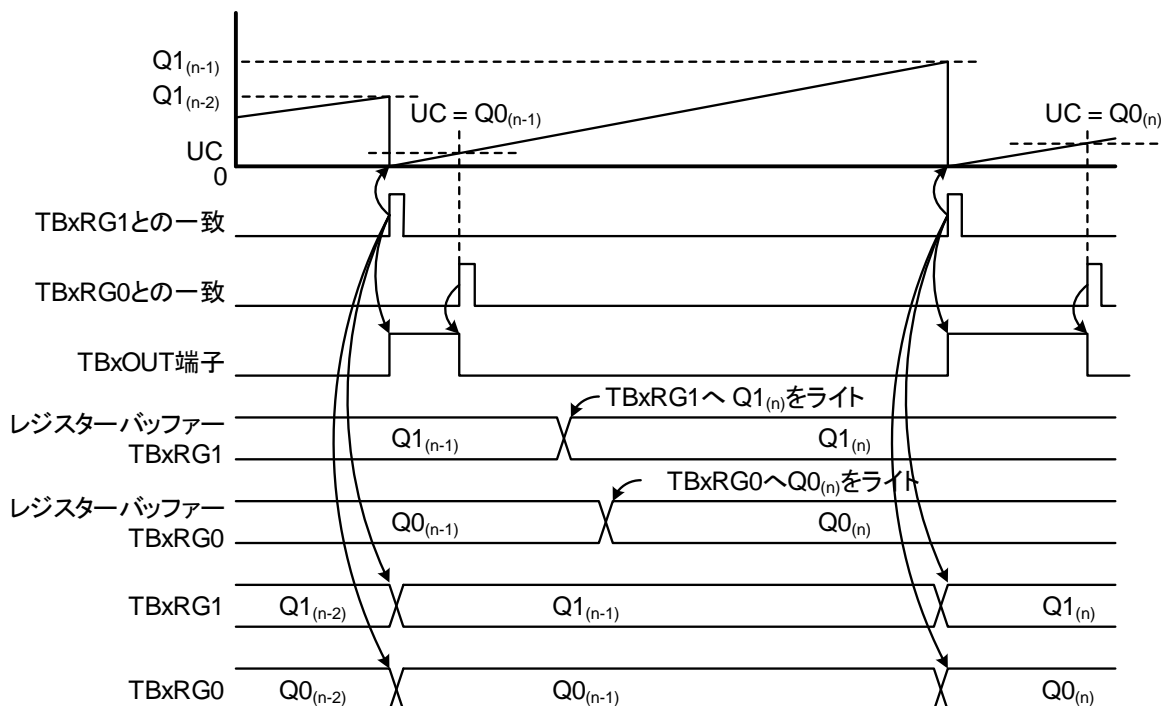 Q1(n-1)
Q1(n-2)
UC = Q0(n-1)
UC = Q0(n)
UC
0
TBxRG1との一致
TBxRG0との一致
TBxOUT端子
TBxRG1へ Q1(n)をライト
レジスターバッファー
TBxRG1
Q1(n-1)
Q1(n)
TBxRG0へQ0(n)をライト
レジスターバッファー
TBxRG0
Q0(n-1)
Q0(n)
TBxRG1
Q1(n-2)
Q1(n-1)
Q1(n)
TBxRG0
Q0(n-2)
Q0(n-1)
Q0(n)